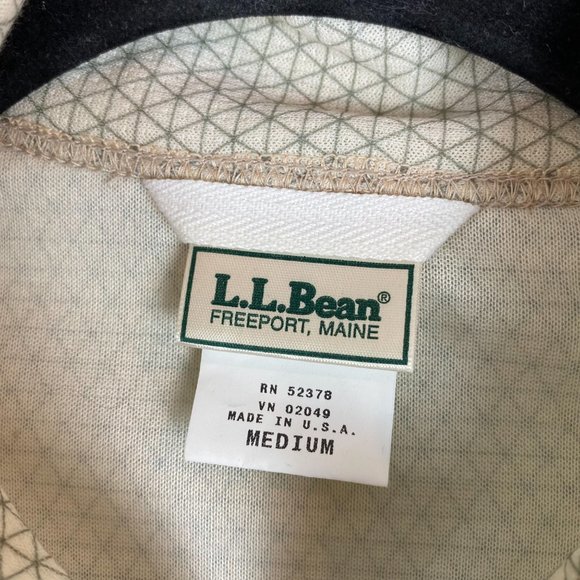 L.L.Bean®
FREEPORT, MAINE
RN 52378
VN 02049
MADE IN U.S.A.
MEDIUM